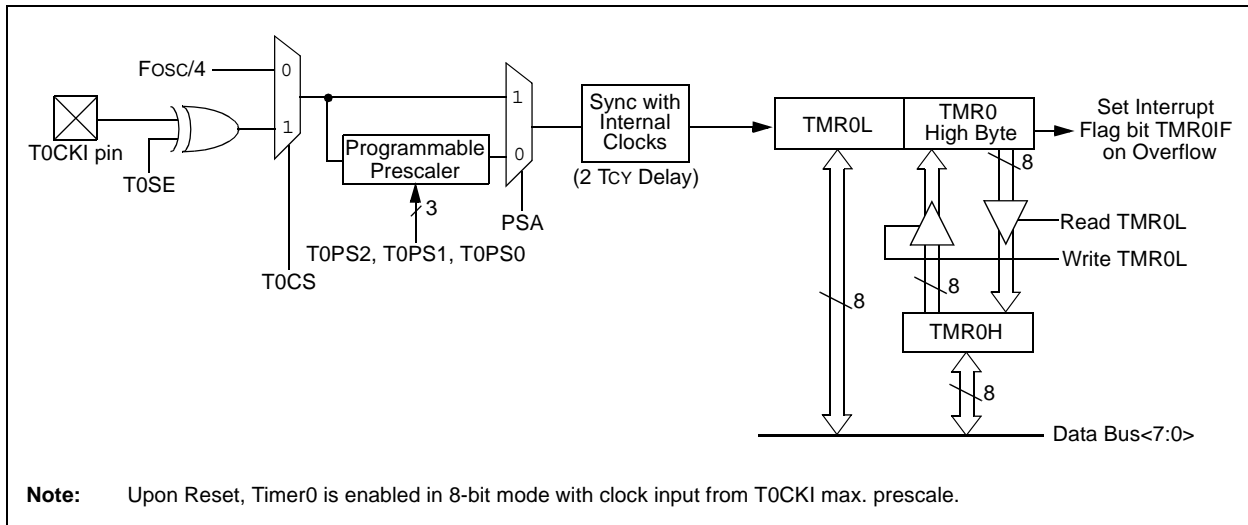 FOSC/4
0
1
T0CKI pin
T0SE
T0CS
Programmable
Prescaler
3
T0PS2, T0PS1, T0PS0
1
0
PSA
Sync with
Internal
Clocks
(2 TCY Delay)
TMR0L
TMR0
High Byte
Set Interrupt
Flag bit TMR0IF
on Overflow
8
Read TMR0L
Write TMR0L
8
8
TMR0H
8
Data Bus<7:0>
Note: Upon Reset, Timer0 is enabled in 8-bit mode with clock input from T0CKI max. prescale.